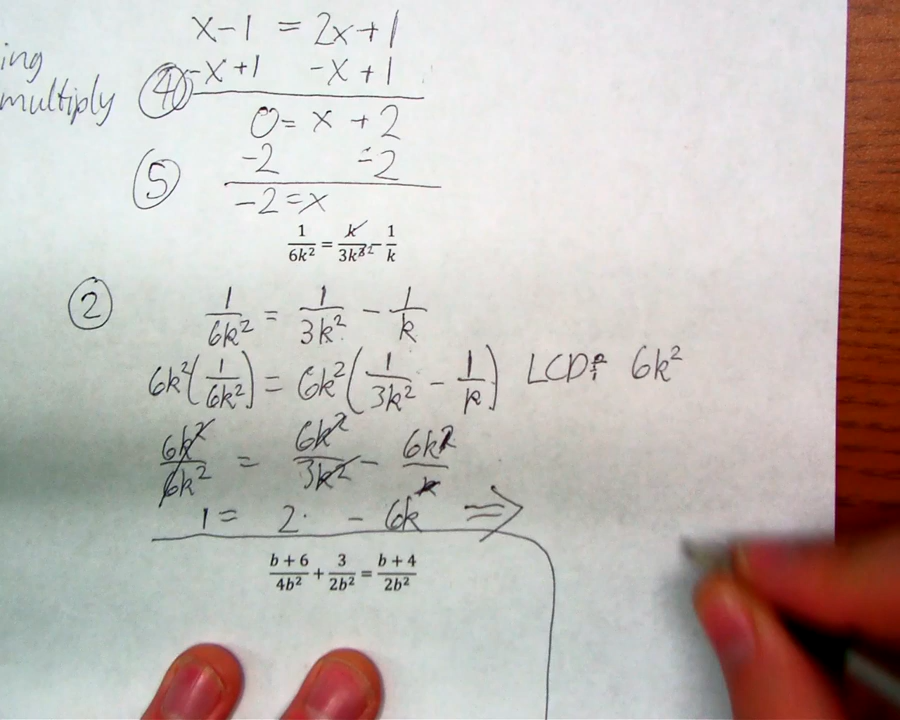 x-1 = 2x+1
ing
④ -x+1 -x+1
multiply
0= x +2
⑤ -2 -2
-2=x
1/6k² = k/3k³² - 1/k
② 1/6k² = 1/3k² - 1/k
6k²(1/6k²) = 6k²(1/3k² - 1/k) LCD: 6k²
6k²/6k² = 6k²/3k² - 6k²/k
1= 2 - 6k ⇒
b+6/4b² + 3/2b² = b+4/2b²